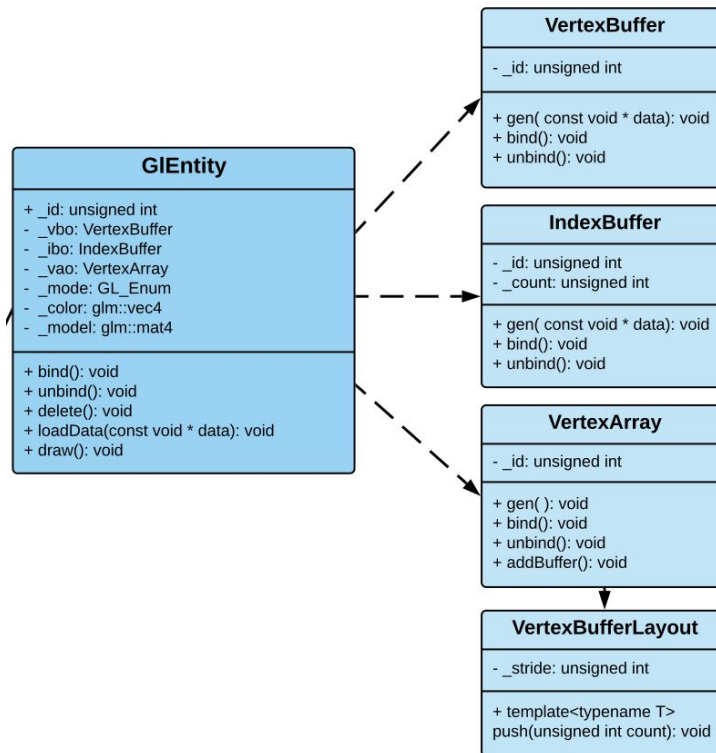 GlEntity
+ _id: unsigned int
- _vbo: VertexBuffer
- _ibo: IndexBuffer
- _vao: VertexArray
- _mode: GL_Enum
- _color: glm::vec4
- _model: glm::mat4
+ bind(): void
+ unbind(): void
+ delete(): void
+ loadData(const void * data): void
+ draw(): void
VertexBuffer
- _id: unsigned int
+ gen( const void * data): void
+ bind(): void
+ unbind(): void
IndexBuffer
- _id: unsigned int
- _count: unsigned int
+ gen( const void * data): void
+ bind(): void
+ unbind(): void
VertexArray
- _id: unsigned int
+ gen( ): void
+ bind(): void
+ unbind(): void
+ addBuffer(): void
VertexBufferLayout
- _stride: unsigned int
+ template<typename T>
push(unsigned int count): void